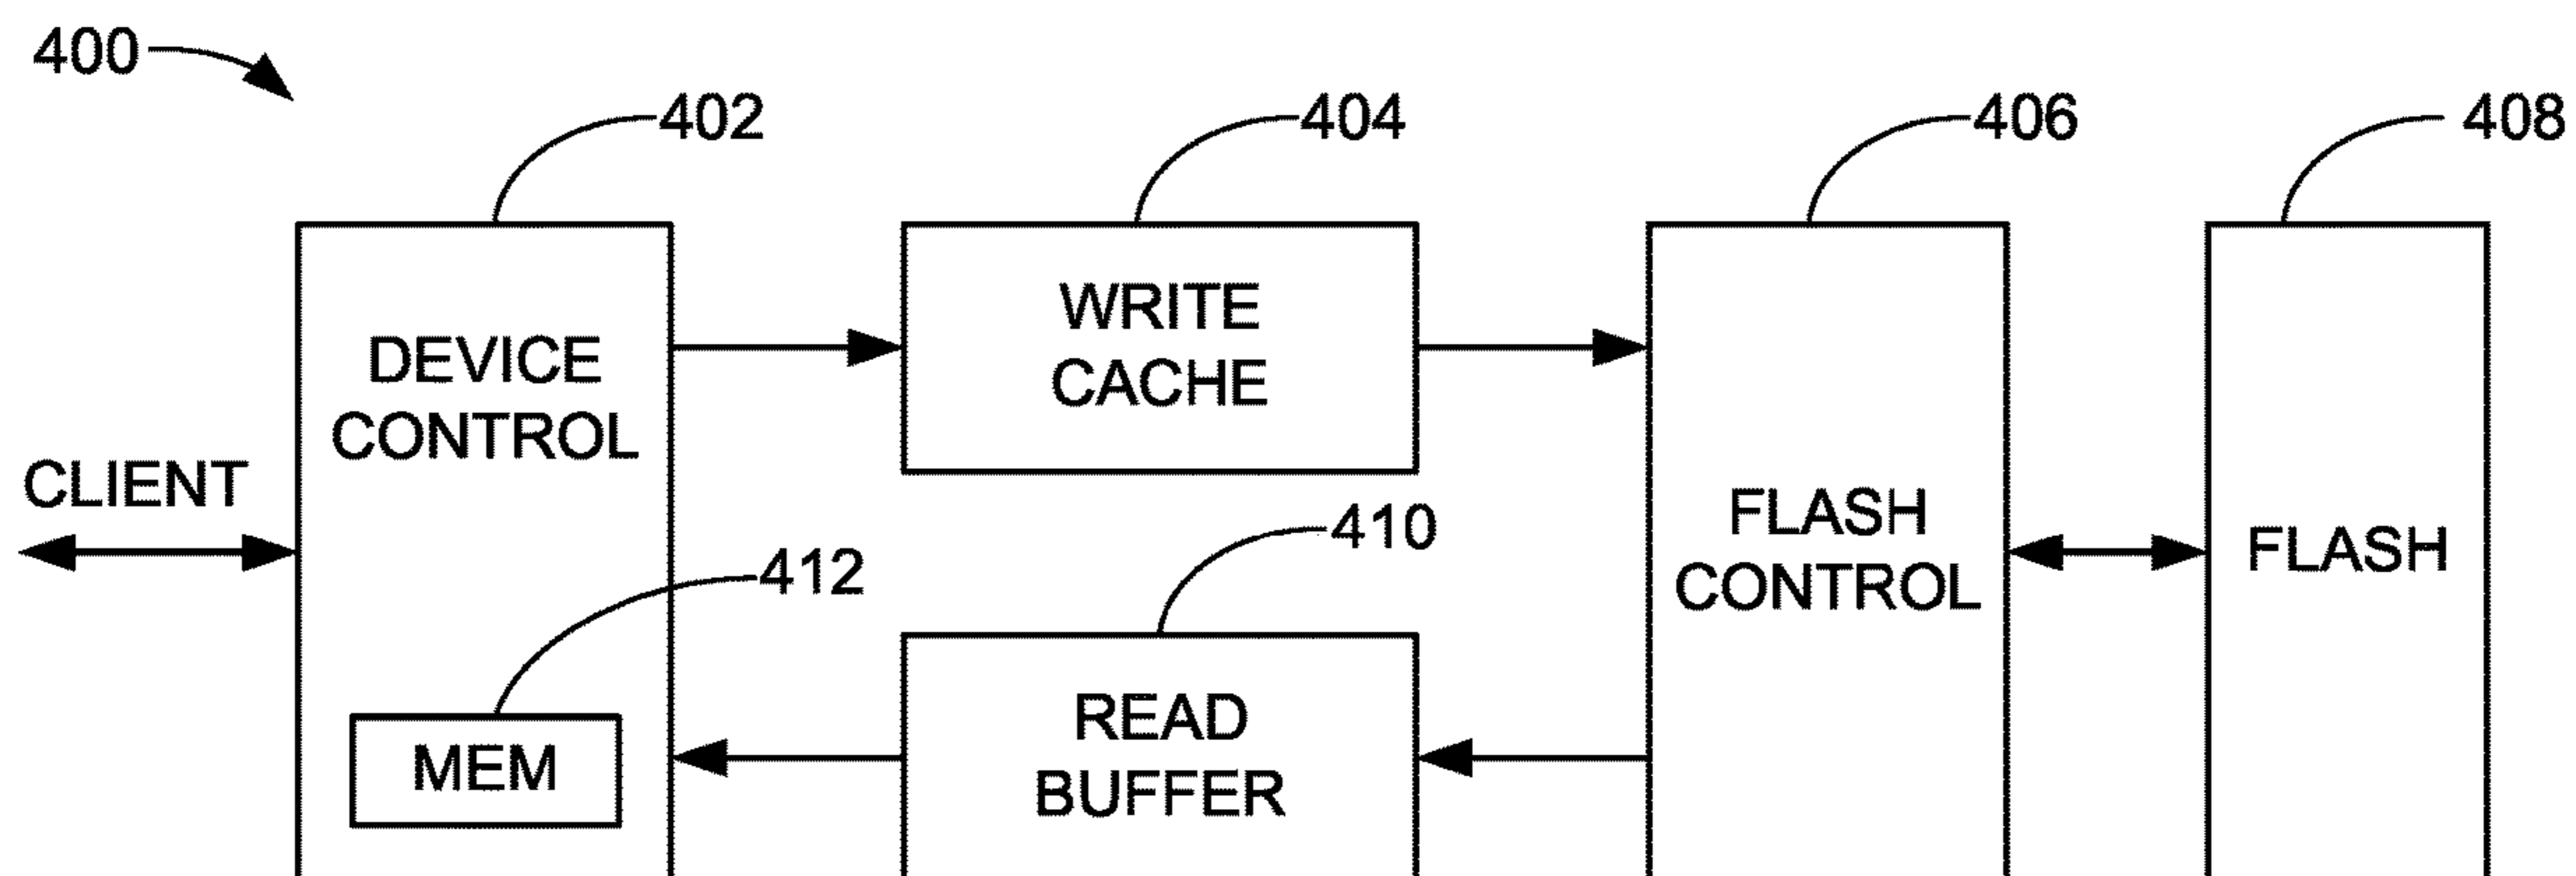 400
402
404
406
408
WRITE
CACHE
DEVICE
CONTROL
CLIENT
412
410
FLASH
CONTROL
FLASH
MEM
READ
BUFFER